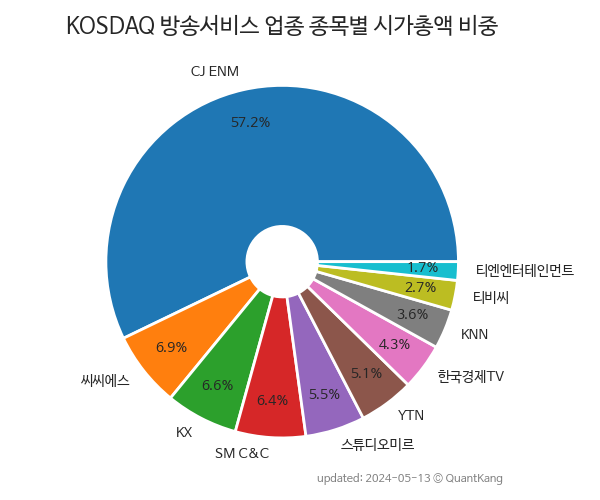 KOSDAQ 방송서비스 업종 종목별 시가총액 비중
CJ ENM
57.2%
씨씨에스
6.9%
KX
6.6%
SM C&C
6.4%
스튜디오미르
5.5%
YTN
5.1%
한국경제TV
4.3%
KNN
3.6%
티비씨
2.7%
티엔엔터테인먼트
1.7%
updated: 2024-05-13 © QuantKang